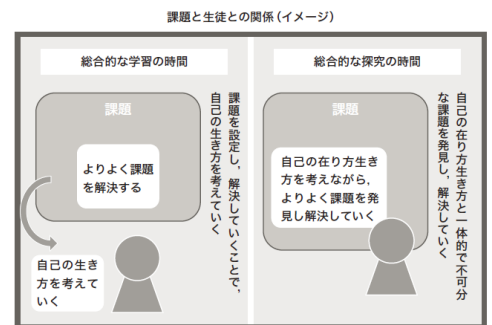 課題と生徒との関係(イメージ)
総合的な学習の時間
課題
よりよく課題
を解決する
自己の生き
方を考えて
いく
課題を設定し,解決していくことで,
自己の生き方を考えていく
総合的な探究の時間
課題
自己の在り方生き
方を考えながら,
よりよく課題を発
見し解決していく
自己の在り方生き方と一体的で不可分
な課題を発見し,解決していく